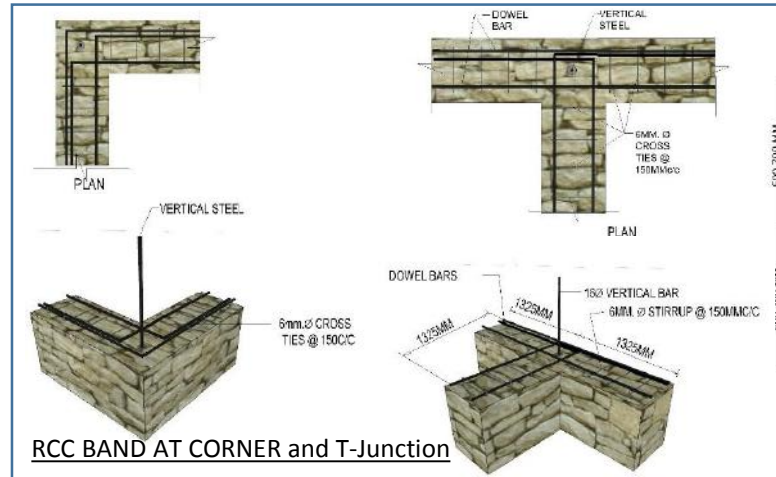 DOWEL
BAR
VERTICAL
STEEL
6MM. Ø
CROSS
TIES @
150MMc/c
PLAN
PLAN
VERTICAL STEEL
6mm.Ø CROSS
TIES @ 150C/C
DOWEL BARS
16Ø VERTICAL BAR
6MM. Ø STIRRUP @ 150MMC/C
1325MM
1325MM
1325MM
RCC BAND AT CORNER and T-Junction